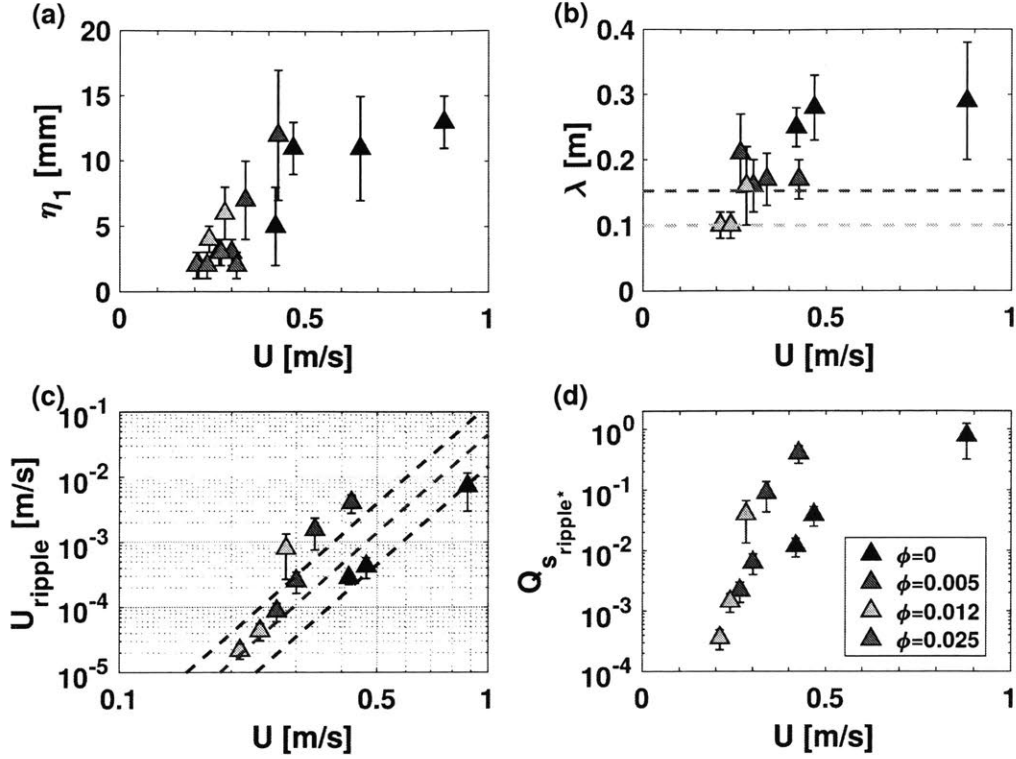 (a)
20
15
10
5
0
η₁ [mm]
0 0.5 1
U [m/s]
(b)
0.4
0.3
0.2
0.1
0
λ [m]
0 0.5 1
U [m/s]
(c)
10⁻¹
10⁻²
10⁻³
10⁻⁴
10⁻⁵
U_ripple [m/s]
0.1 0.5 1
U [m/s]
(d)
10⁰
10⁻¹
10⁻²
10⁻³
10⁻⁴
Q_s_ripple*
0 0.5 1
U [m/s]
ϕ=0
ϕ=0.005
ϕ=0.012
ϕ=0.025